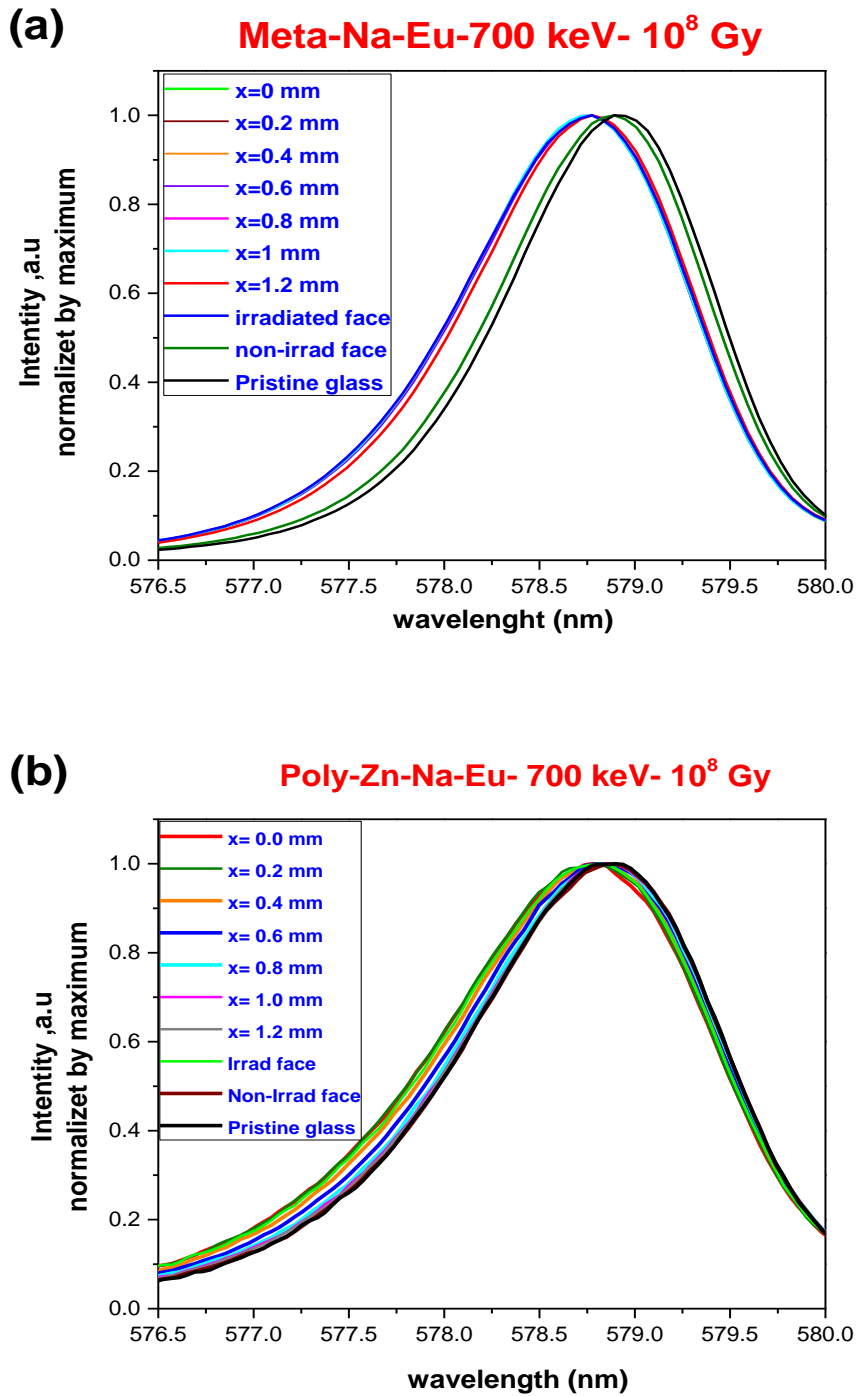 (a)
Meta-Na-Eu-700 keV- 10⁸ Gy
x=0 mm
x=0.2 mm
x=0.4 mm
x=0.6 mm
x=0.8 mm
x=1 mm
x=1.2 mm
irradiated face
non-irrad face
Pristine glass
1.0
0.8
0.6
0.4
0.2
0.0
Intentity ,a.u
normalizet by maximum
576.5 577.0 577.5 578.0 578.5 579.0 579.5 580.0
wavelenght (nm)
(b)
Poly-Zn-Na-Eu- 700 keV- 10⁸ Gy
x= 0.0 mm
x= 0.2 mm
x= 0.4 mm
x= 0.6 mm
x= 0.8 mm
x= 1.0 mm
x= 1.2 mm
Irrad face
Non-Irrad face
Pristine glass
1.0
0.8
0.6
0.4
0.2
0.0
Intentity ,a.u
normalizet by maximum
576.5 577.0 577.5 578.0 578.5 579.0 579.5 580.0
wavelength (nm)